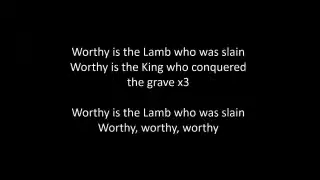 Worthy is the Lamb who was slain
Worthy is the King who conquered
the grave x3
Worthy is the Lamb who was slain
Worthy, worthy, worthy